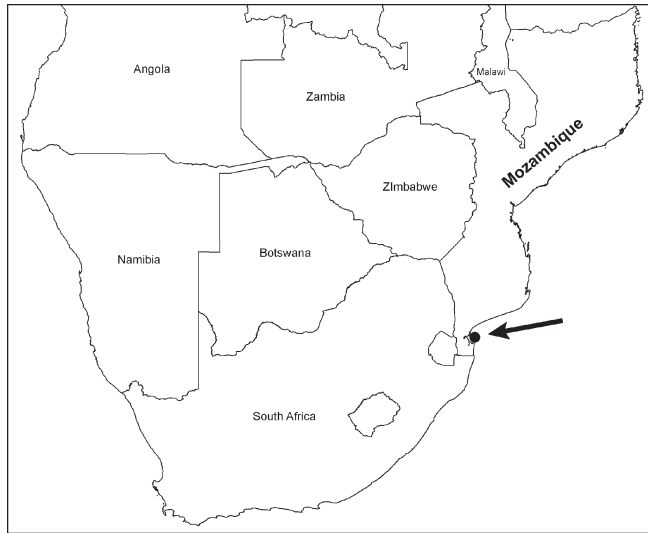 Angola
Malawi
Zambia
Mozambique
ZImbabwe
Namibia
Botswana
South Africa